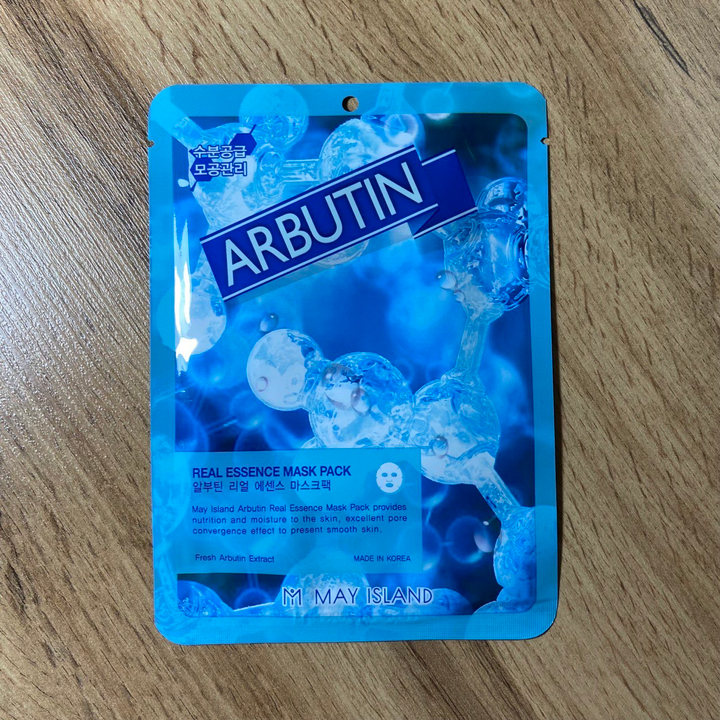 수분공급
모공관리
ARBUTIN
REAL ESSENCE MASK PACK
알부틴 리얼 에센스 마스크팩
May Island Arbutin Real Essence Mask Pack provides
nutrition and moisture to the skin, excellent pore
convergence effect to present smooth skin.
Fresh Arbutin Extract
MADE IN KOREA
MAY ISLAND